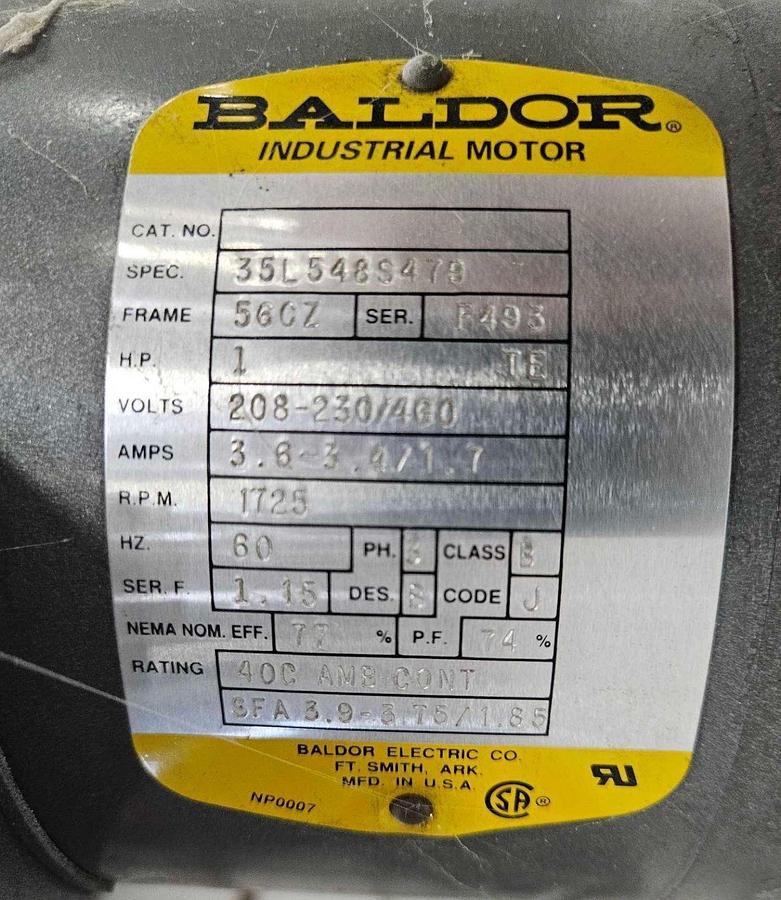 BALDOR®
INDUSTRIAL MOTOR
CAT. NO.
SPEC. 35L548S479
FRAME 56CZ SER. F493
H.P. 1 TE
VOLTS 208-230/460
AMPS 3.6-3.4/1.7
R.P.M. 1725
HZ. 60 PH. 3 CLASS B
SER. F. 1.15 DES. B CODE J
NEMA NOM. EFF. 77 % P.F. 74 %
RATING 40C AMB-CONT
SFA 3.9-3.75/1.85
BALDOR ELECTRIC CO.
FT. SMITH, ARK.
MFD. IN U.S.A.
NP0007 SA® RU